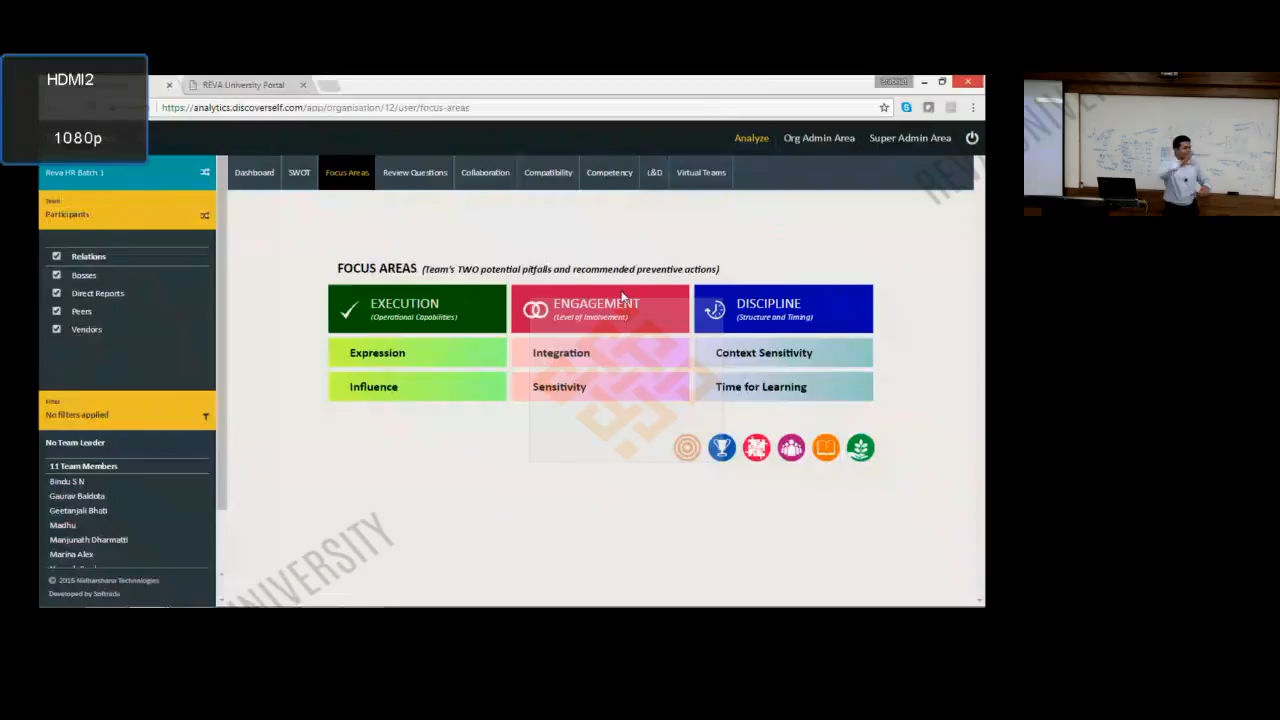 HDMI2
1080p
REVA University Portal
https://analytics.discoverself.com/app/organisation/12/user/focus-areas
Analyze
Org Admin Area
Super Admin Area
Reva HR Batch 1
Dashboard
SWOT
Focus Areas
Review Questions
Collaboration
Compatibility
Competency
L&D
Virtual Teams
Team
Participants
Relations
Bosses
Direct Reports
Peers
Vendors
Filter
No filters applied
No Team Leader
11 Team Members
Bindu S N
Gaurav Baldota
Geetanjali Bhati
Madhu
Manjunath Dharmatti
Marina Alex
© 2015 Nidharshana Technologies
Developed by Softrade
FOCUS AREAS (Team's TWO potential pitfalls and recommended preventive actions)
EXECUTION
(Operational Capabilities)
Expression
Influence
ENGAGEMENT
(Level of Involvement)
Integration
Sensitivity
DISCIPLINE
(Structure and Timing)
Context Sensitivity
Time for Learning
UNIVERSITY